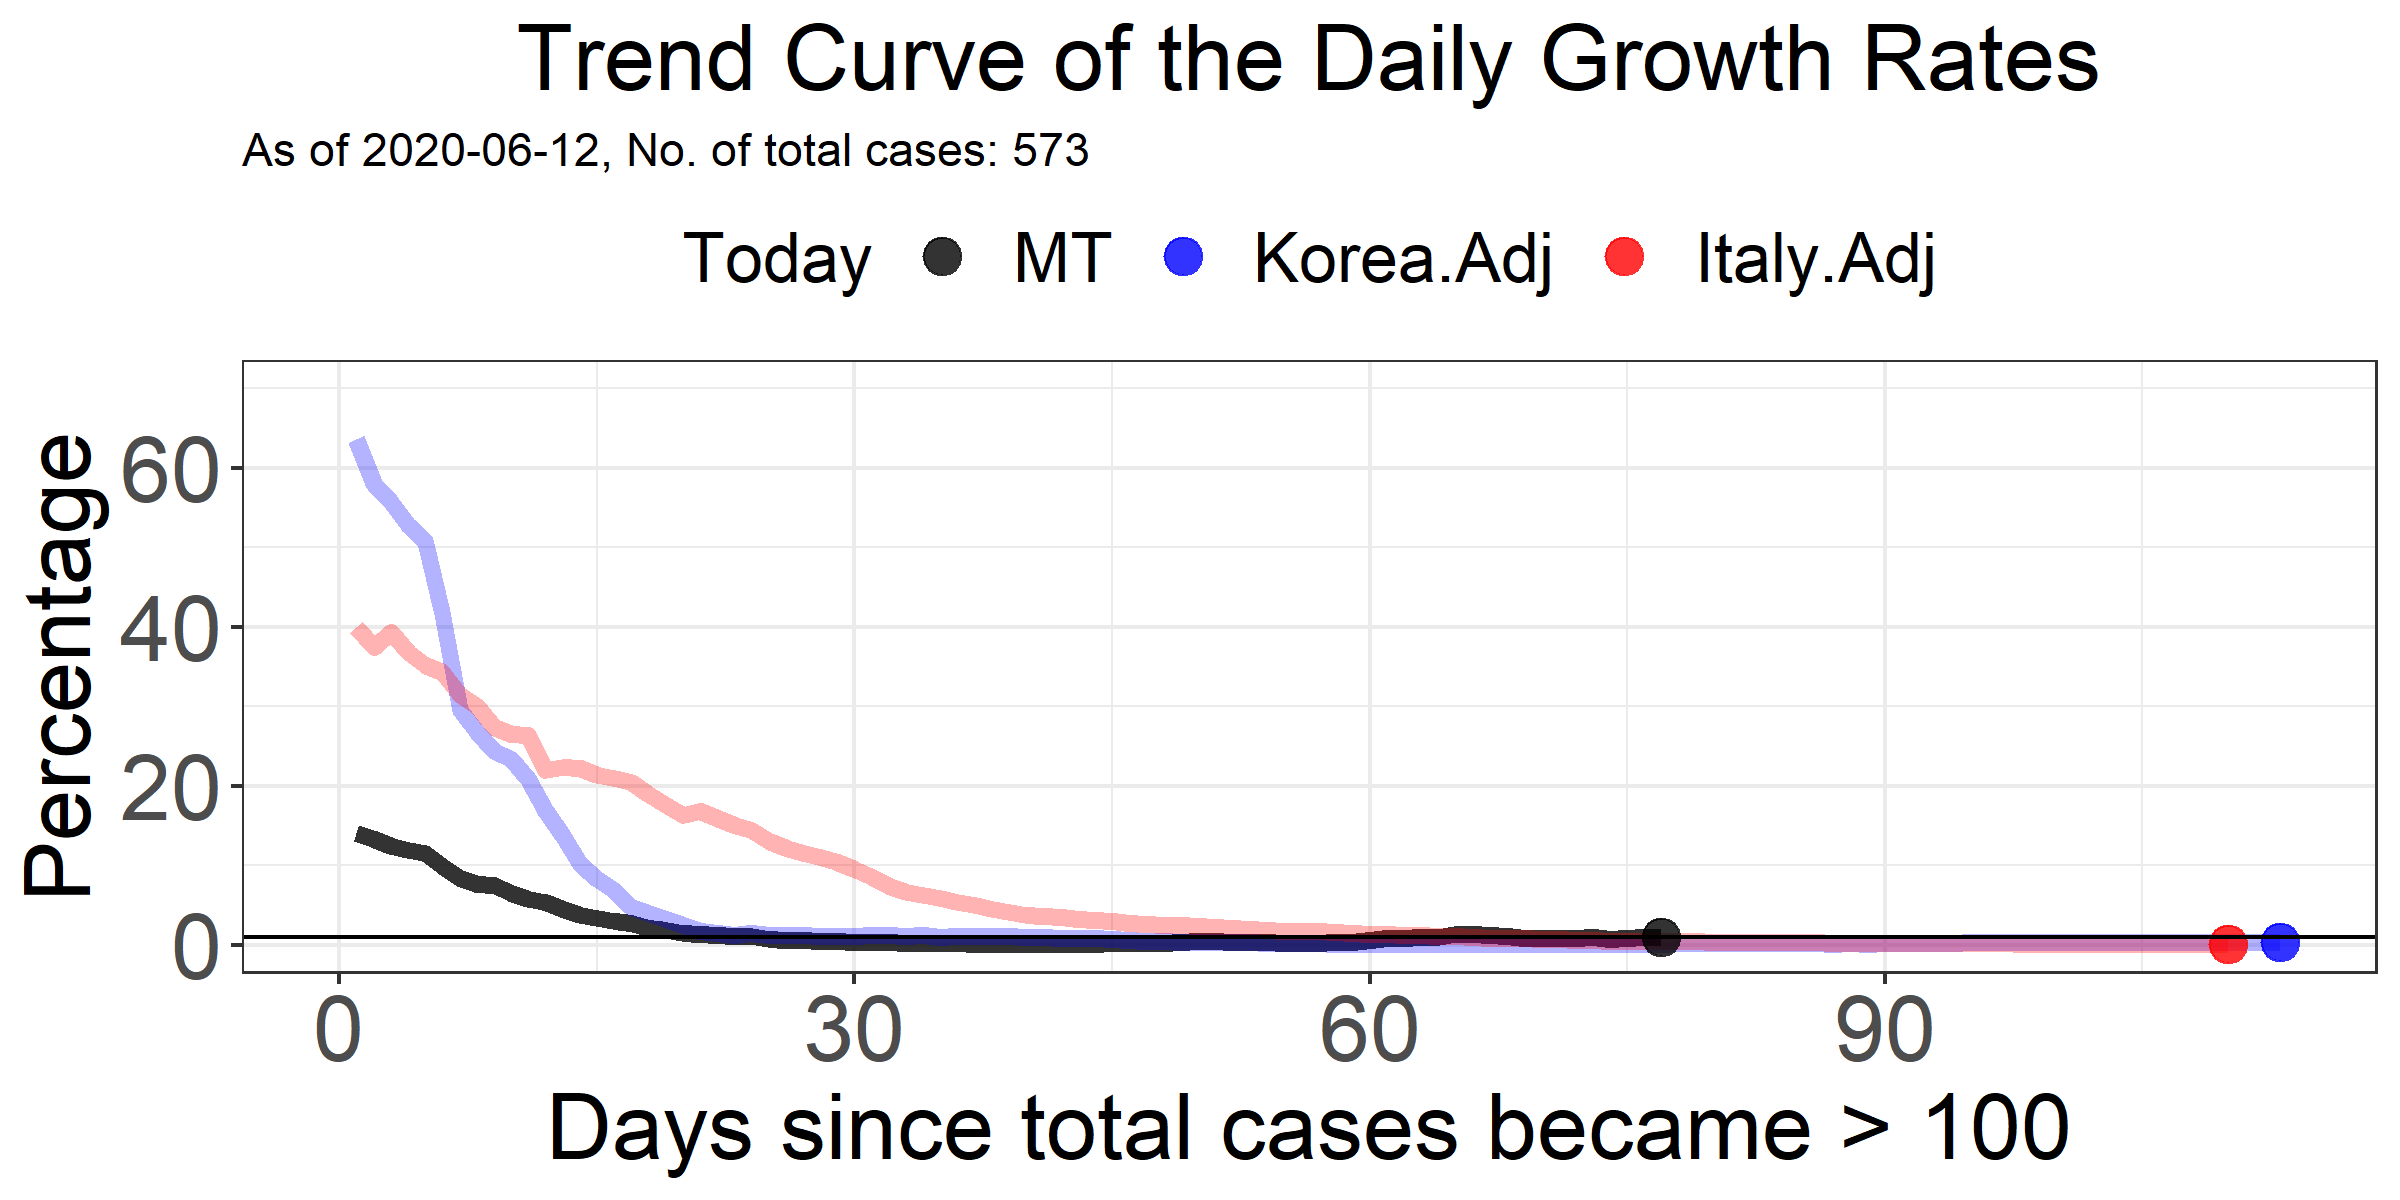 Trend Curve of the Daily Growth Rates
As of 2020-06-12, No. of total cases: 573
Today MT Korea.Adj Italy.Adj
Percentage
60
40
20
0
0 30 60 90
Days since total cases became > 100